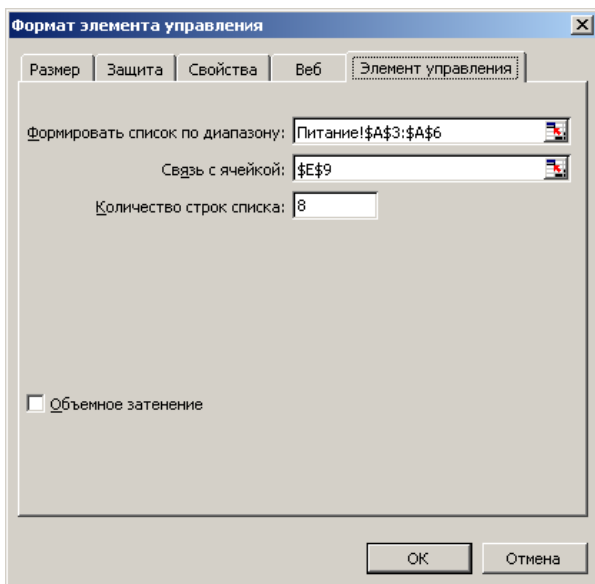 Формат элемента управления
Размер Защита Свойства Веб Элемент управления
Формировать список по диапазону: Питание!$A$3:$A$6
Связь с ячейкой: $E$9
Количество строк списка: 8
Объемное затенение
ОК Отмена